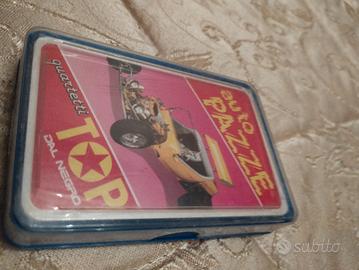 auto
PAZZE
quartetti
TOP
DAL NEGRO
subito